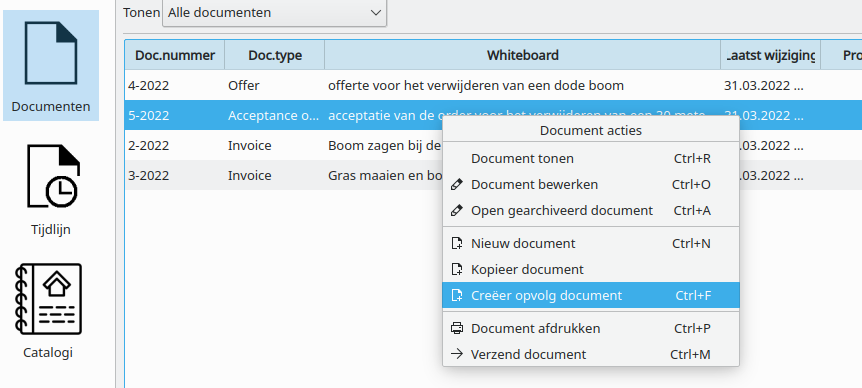 Tonen Alle documenten
Documenten
Tijdlijn
Catalogi
Doc.nummer Doc.type Whiteboard Laatst wijziging Pro
4-2022 Offer offerte voor het verwijderen van een dode boom 31.03.2022 ...
5-2022 Acceptance o... acceptatie van de order voor het verwijderen van een 20 mete... 31.03.2022 ...
2-2022 Invoice Boom zagen bij de .03.2022 ...
3-2022 Invoice Gras maaien en bo .03.2022 ...
Document acties
Document tonen Ctrl+R
Document bewerken Ctrl+O
Open gearchiveerd document Ctrl+A
Nieuw document Ctrl+N
Kopieer document
Creëer opvolg document Ctrl+F
Document afdrukken Ctrl+P
Verzend document Ctrl+M